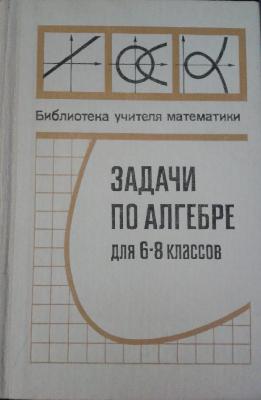 Библиотека учителя математики
ЗАДАЧИ
ПО АЛГЕБРЕ
для 6-8 классов